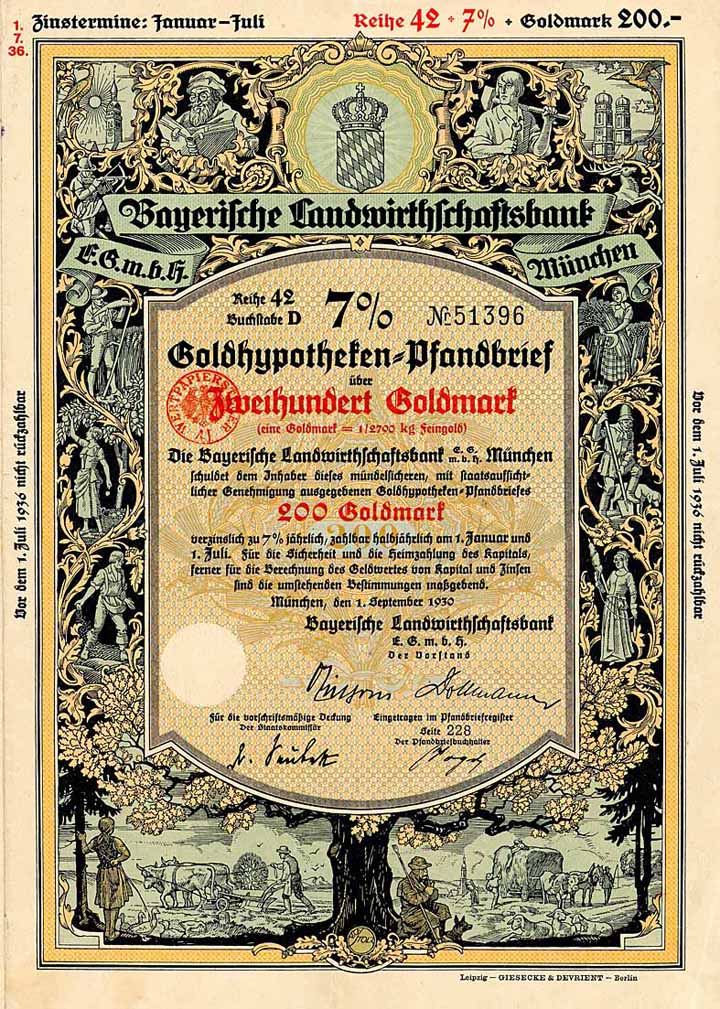 1.
7.
36.
Zinstermine: Januar–Juli
Reihe 42 + 7% + Goldmark 200.–
Bayerische Landwirthschaftsbank
E.G.m.b.H.
München
Reihe 42
Buchstabe D
7%
No. 51396
Goldhypotheken-Pfandbrief
über
Zweihundert Goldmark
(eine Goldmark = 1/2790 kg Feingold)
Die Bayerische Landwirthschaftsbank E.G. m.b.H. München
schuldet dem Inhaber dieses mündelsicheren, mit staatsaufsicht-
licher Genehmigung ausgegebenen Goldhypotheken-Pfandbriefes
200 Goldmark
verzinslich zu 7% jährlich, zahlbar halbjährlich am 1. Januar und
1. Juli. Für die Sicherheit und die Heimzahlung des Kapitals,
ferner für die Berechnung des Geldwertes von Kapital und Zinsen
sind die umstehenden Bestimmungen maßgebend.
München, den 1. September 1930
Bayerische Landwirthschaftsbank
E. G. m. b. H.
Der Vorstand
Für die vorschriftsmäßige Deckung
Der Staatskommissär
Eingetragen im Pfandbriefregister
Seite 228
Der Pfandbriefbuchhalter
Vor dem 1. Juli 1936 nicht rückzahlbar
Vor dem 1. Juli 1936 nicht rückzahlbar
Leipzig – GIESECKE & DEVRIENT – Berlin